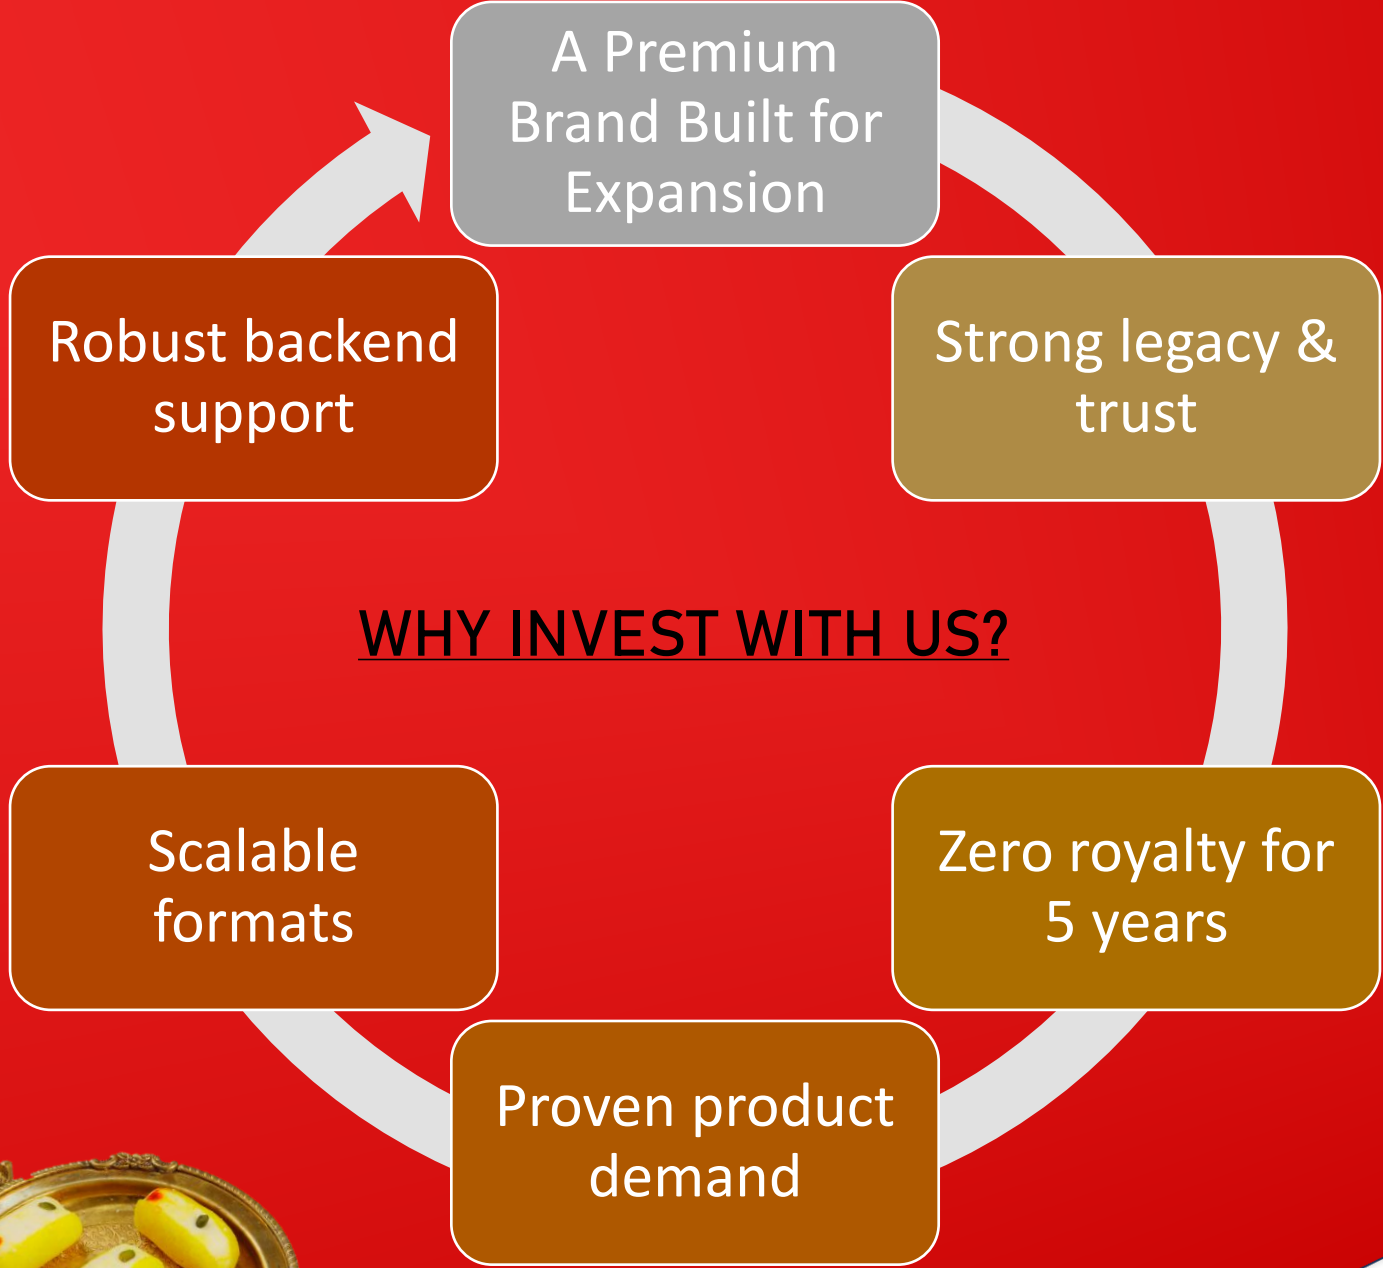 A Premium
Brand Built for
Expansion
Strong legacy &
trust
Zero royalty for
5 years
Proven product
demand
Scalable
formats
Robust backend
support
WHY INVEST WITH US?